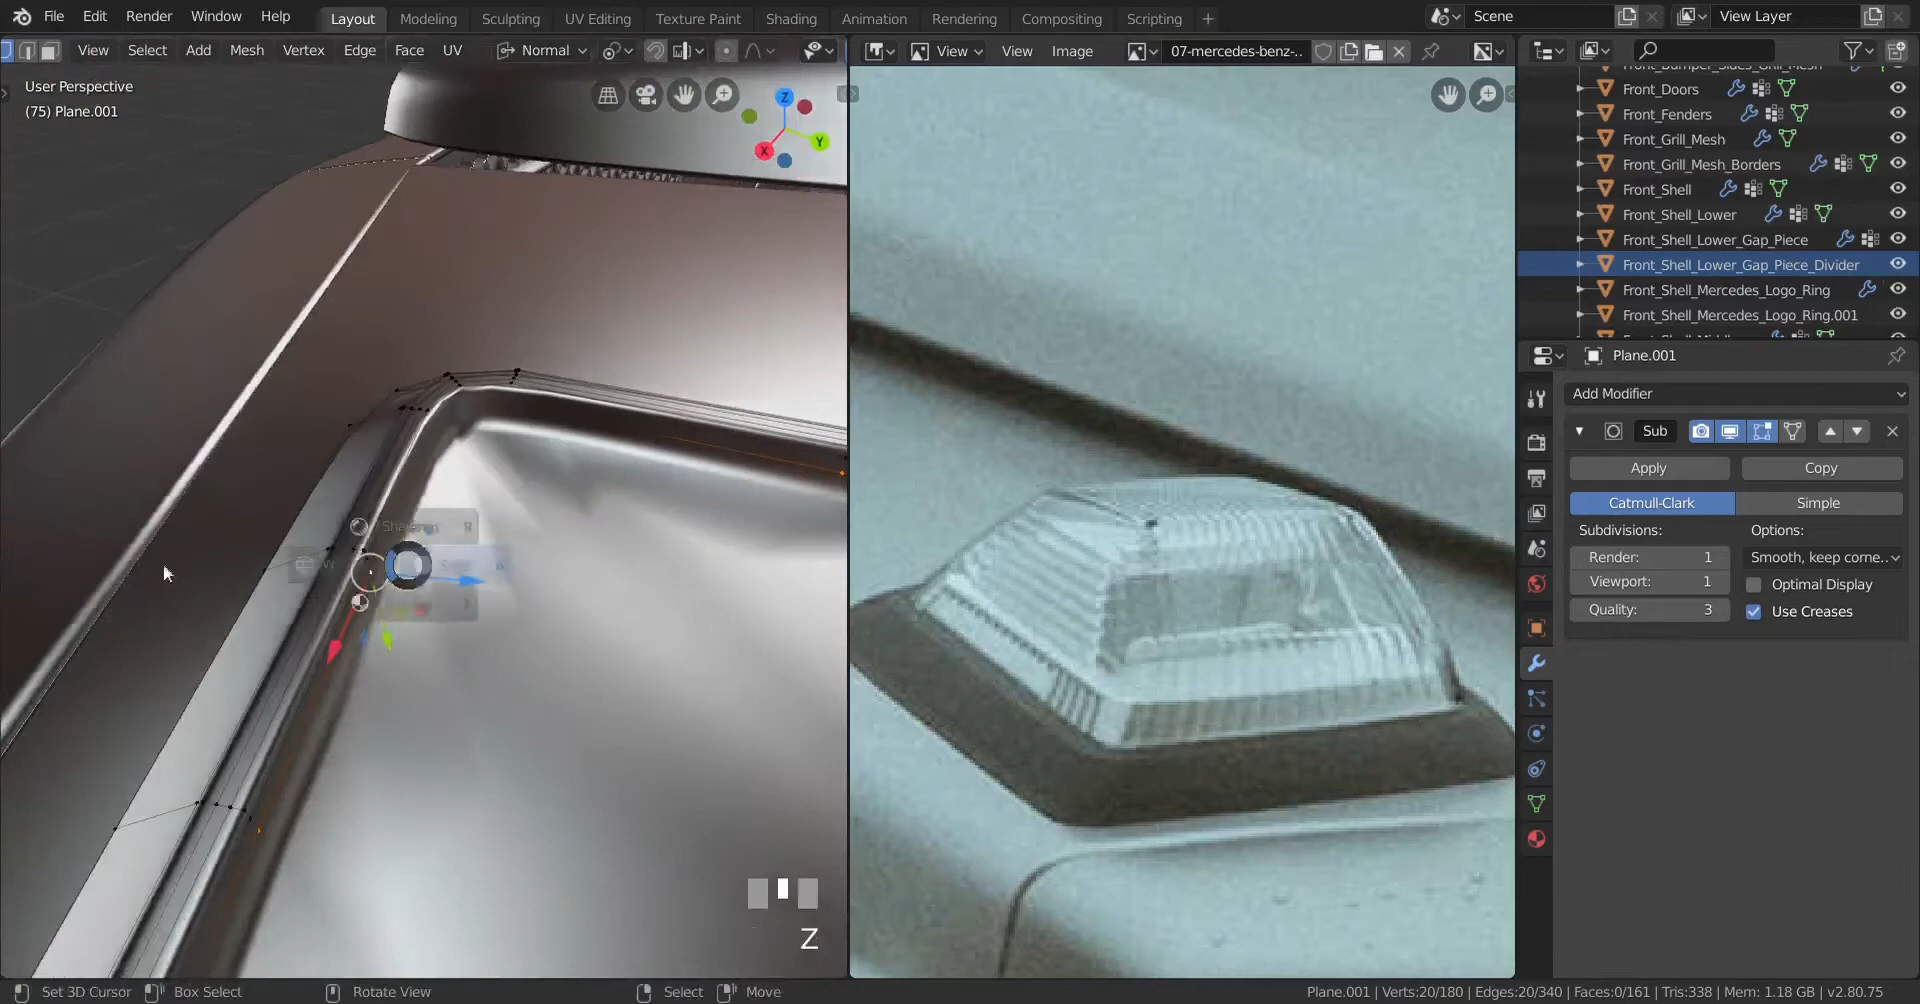 File Edit Render Window Help Layout Modeling Sculpting UV Editing Texture Paint Shading Animation Rendering Compositing Scripting + Scene View Layer
View Select Add Mesh Vertex Edge Face UV Normal View View Image 07-mercedes-benz-..
User Perspective
(75) Plane.001
Z
Y
X
Front_Bumper_Sides_Grill_Mesh
Front_Doors
Front_Fenders
Front_Grill_Mesh
Front_Grill_Mesh_Borders
Front_Shell
Front_Shell_Lower
Front_Shell_Lower_Gap_Piece
Front_Shell_Lower_Gap_Piece_Divider
Front_Shell_Mercedes_Logo_Ring
Front_Shell_Mercedes_Logo_Ring.001
Plane.001
Add Modifier
Sub
Apply Copy
Catmull-Clark Simple
Subdivisions: Options:
Render: 1 Smooth, keep corne..
Viewport: 1 Optimal Display
Quality: 3 Use Creases
Z
Set 3D Cursor Box Select Rotate View Select Move Plane.001 | Verts:20/180 | Edges:20/340 | Faces:0/161 | Tris:338 | Mem: 1.18 GB | v2.80.75